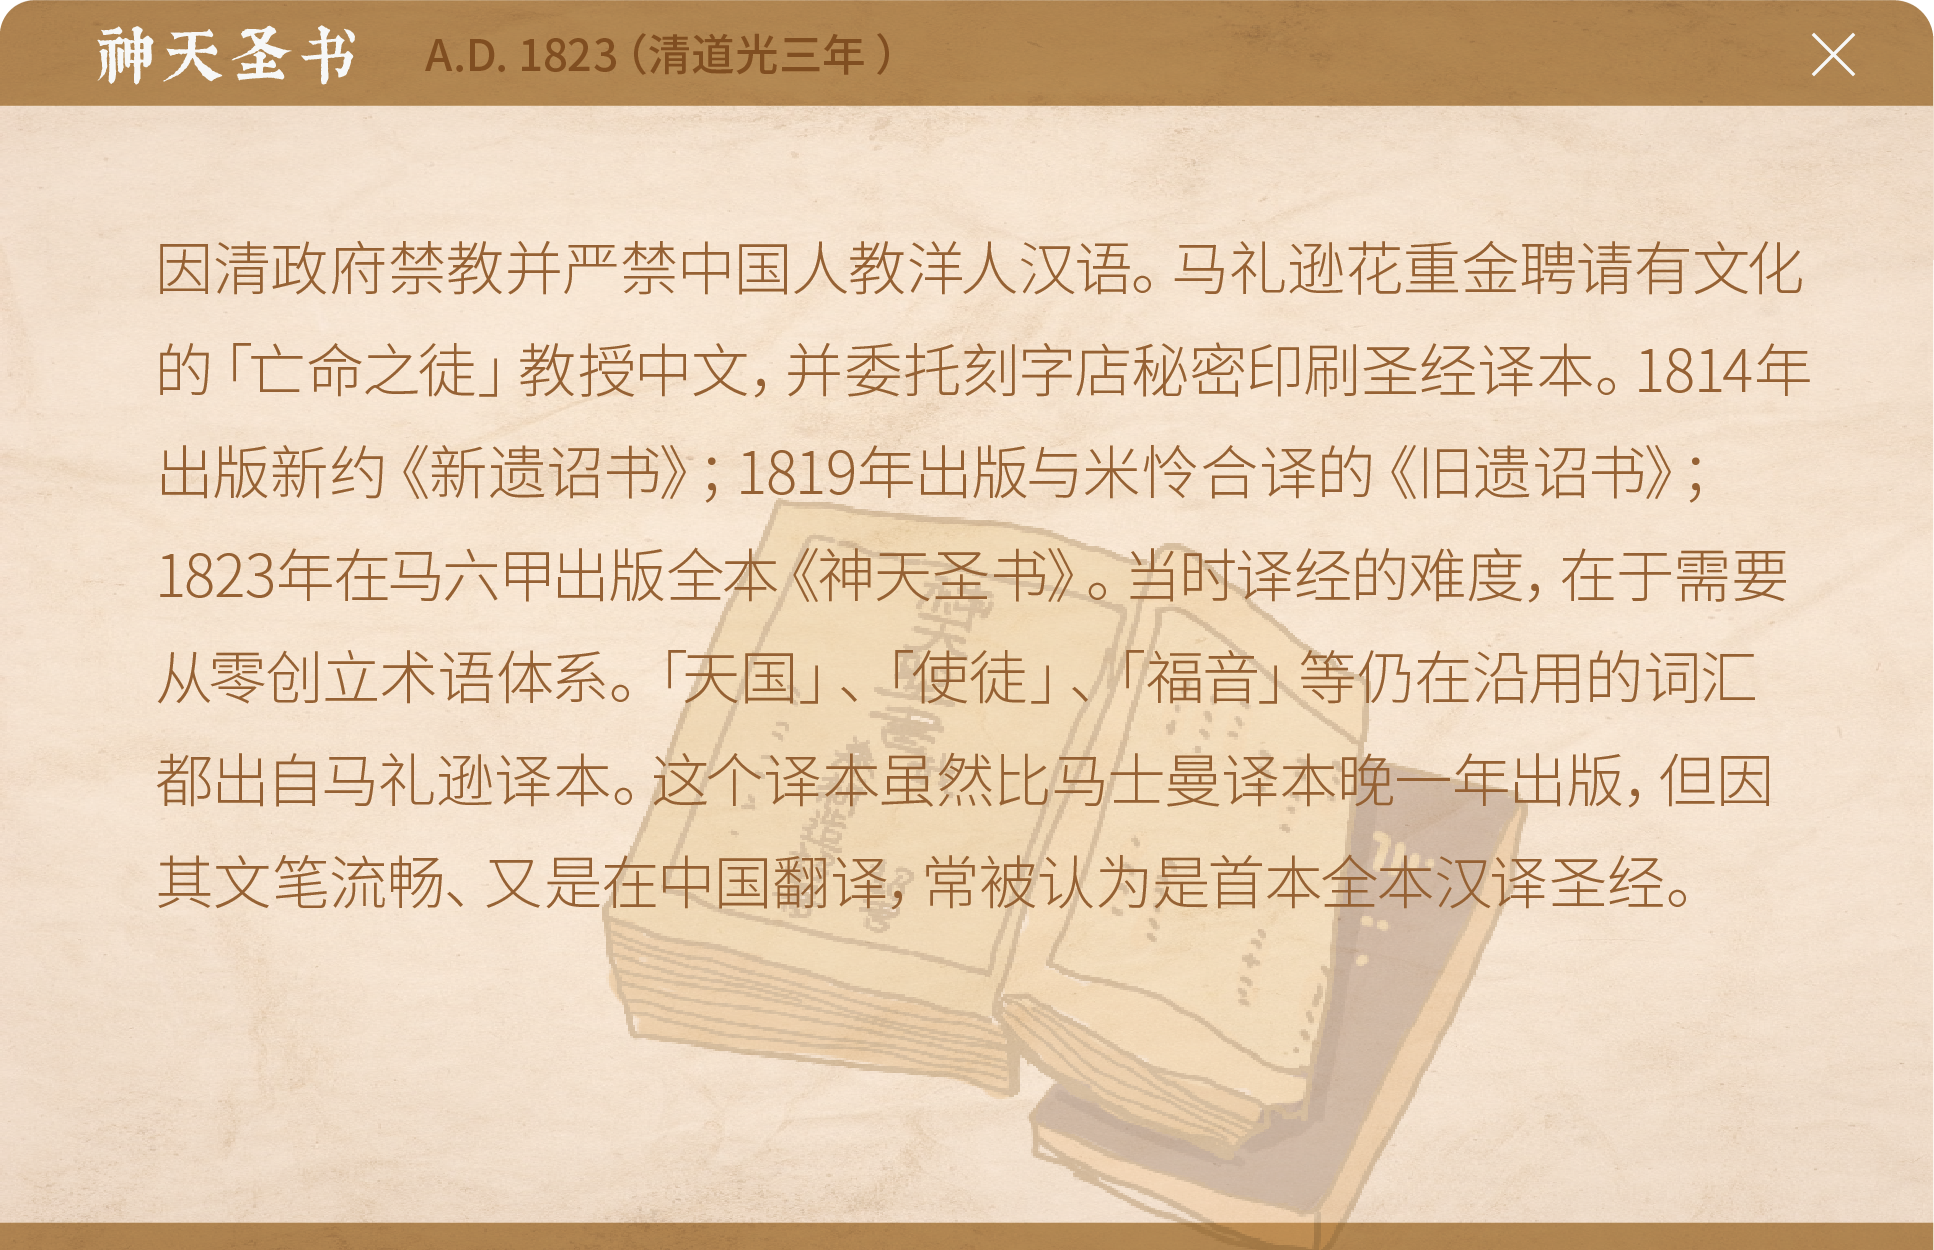 神天圣书 A.D. 1823（清道光三年）
因清政府禁教并严禁中国人教洋人汉语。马礼逊花重金聘请有文化
的「亡命之徒」教授中文，并委托刻字店秘密印刷圣经译本。1814年
出版新约《新遗诏书》；1819年出版与米怜合译的《旧遗诏书》；
1823年在马六甲出版全本《神天圣书》。当时译经的难度，在于需要
从零创立术语体系。「天国」、「使徒」、「福音」等仍在沿用的词汇
都出自马礼逊译本。这个译本虽然比马士曼译本晚一年出版，但因
其文笔流畅、又是在中国翻译，常被认为是首本全本汉译圣经。